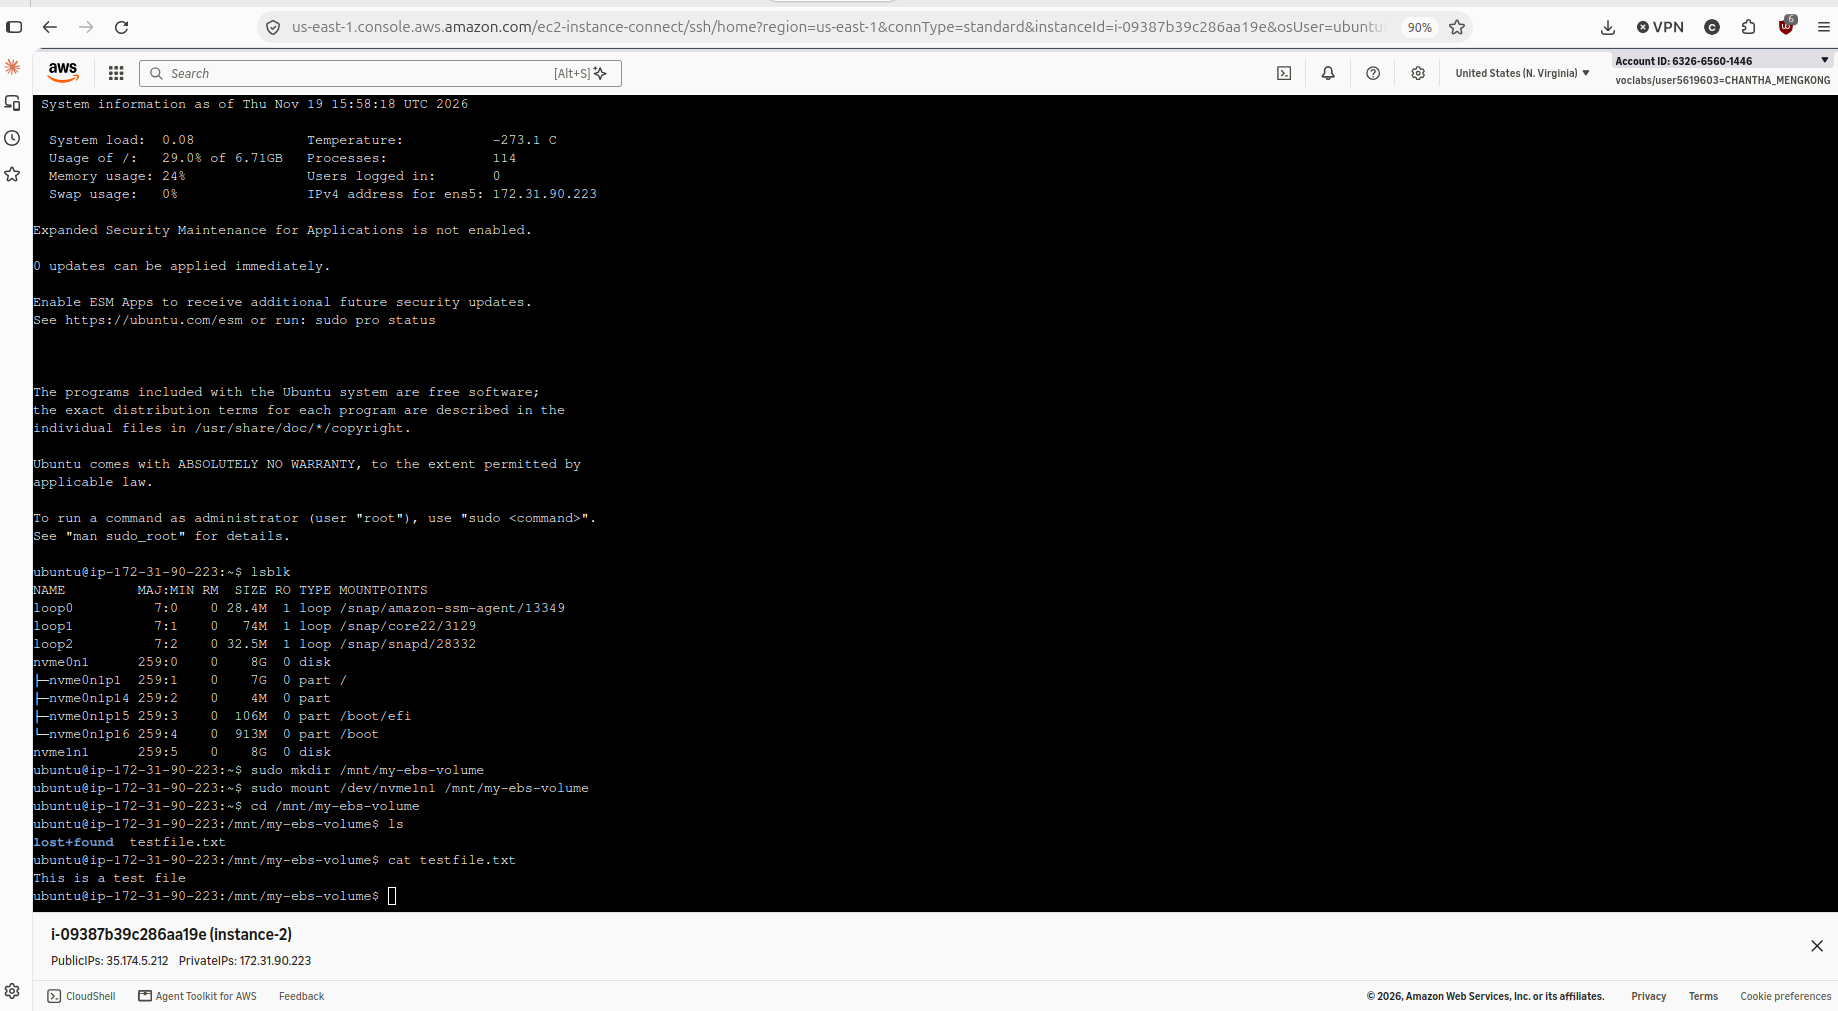 us-east-1.console.aws.amazon.com/ec2-instance-connect/ssh/home?region=us-east-1&connType=standard&instanceId=i-09387b39c286aa19e&osUser=ubuntu
90%
VPN
C
6
aws
Search
[Alt+S]
United States (N. Virginia)
Account ID: 6326-6560-1446
voclabs/user5619603=CHANTHA_MENGKONG
System information as of Thu Nov 19 15:58:18 UTC 2026
System load:  0.08              Temperature:           -273.1 C
Usage of /:   29.0% of 6.71GB   Processes:             114
Memory usage: 24%               Users logged in:       0
Swap usage:   0%                IPv4 address for ens5: 172.31.90.223
Expanded Security Maintenance for Applications is not enabled.
0 updates can be applied immediately.
Enable ESM Apps to receive additional future security updates.
See https://ubuntu.com/esm or run: sudo pro status
The programs included with the Ubuntu system are free software;
the exact distribution terms for each program are described in the
individual files in /usr/share/doc/*/copyright.
Ubuntu comes with ABSOLUTELY NO WARRANTY, to the extent permitted by
applicable law.
To run a command as administrator (user "root"), use "sudo <command>".
See "man sudo_root" for details.
ubuntu@ip-172-31-90-223:~$ lsblk
NAME         MAJ:MIN RM  SIZE RO TYPE MOUNTPOINTS
loop0          7:0    0 28.4M  1 loop /snap/amazon-ssm-agent/13349
loop1          7:1    0   74M  1 loop /snap/core22/3129
loop2          7:2    0 32.5M  1 loop /snap/snapd/28332
nvme0n1      259:0    0    8G  0 disk
├─nvme0n1p1  259:1    0    7G  0 part /
├─nvme0n1p14 259:2    0    4M  0 part
├─nvme0n1p15 259:3    0  106M  0 part /boot/efi
└─nvme0n1p16 259:4    0  913M  0 part /boot
nvme1n1      259:5    0    8G  0 disk
ubuntu@ip-172-31-90-223:~$ sudo mkdir /mnt/my-ebs-volume
ubuntu@ip-172-31-90-223:~$ sudo mount /dev/nvme1n1 /mnt/my-ebs-volume
ubuntu@ip-172-31-90-223:~$ cd /mnt/my-ebs-volume
ubuntu@ip-172-31-90-223:/mnt/my-ebs-volume$ ls
lost+found  testfile.txt
ubuntu@ip-172-31-90-223:/mnt/my-ebs-volume$ cat testfile.txt
This is a test file
ubuntu@ip-172-31-90-223:/mnt/my-ebs-volume$
i-09387b39c286aa19e (instance-2)
PublicIPs: 35.174.5.212   PrivateIPs: 172.31.90.223
CloudShell
Agent Toolkit for AWS
Feedback
© 2026, Amazon Web Services, Inc. or its affiliates.
Privacy
Terms
Cookie preferences